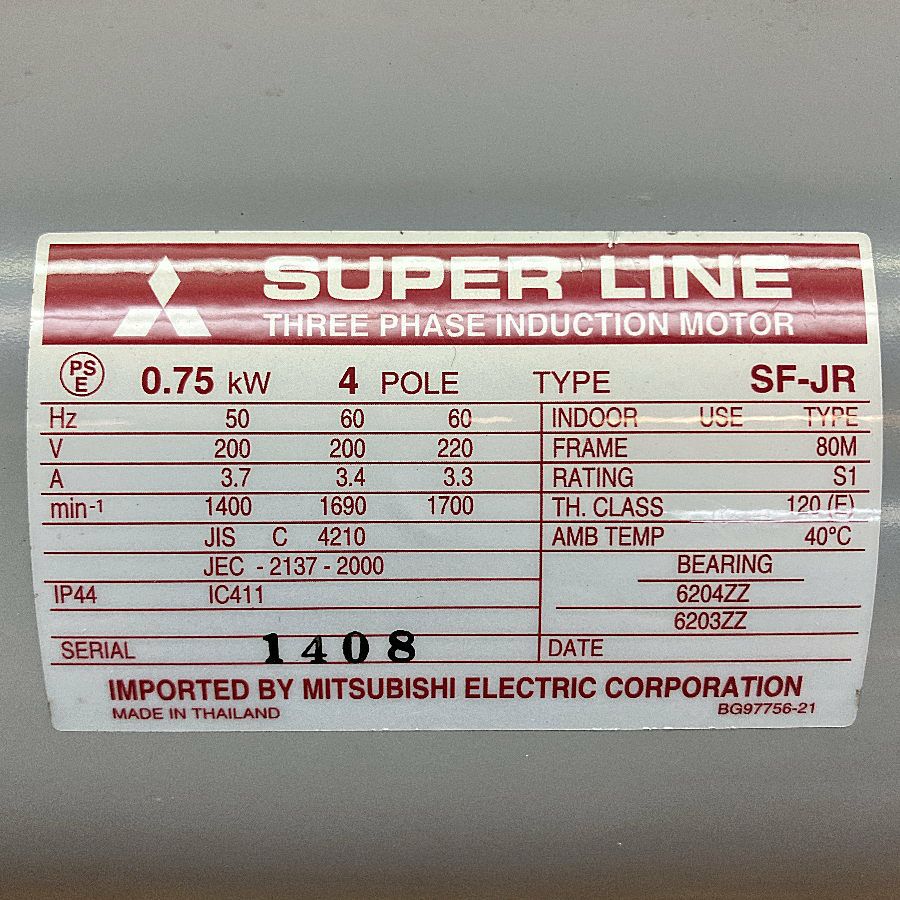 SUPER LINE
THREE PHASE INDUCTION MOTOR
PS E 0.75 kW 4 POLE TYPE SF-JR
Hz 50 60 60 INDOOR USE TYPE
V 200 200 220 FRAME 80M
A 3.7 3.4 3.3 RATING S1
min-1 1400 1690 1700 TH. CLASS 120 (E)
JIS C 4210 AMB TEMP 40°C
JEC - 2137 - 2000 BEARING
IP44 IC411 6204ZZ
6203ZZ
SERIAL 1408 DATE
IMPORTED BY MITSUBISHI ELECTRIC CORPORATION
MADE IN THAILAND BG97756-21